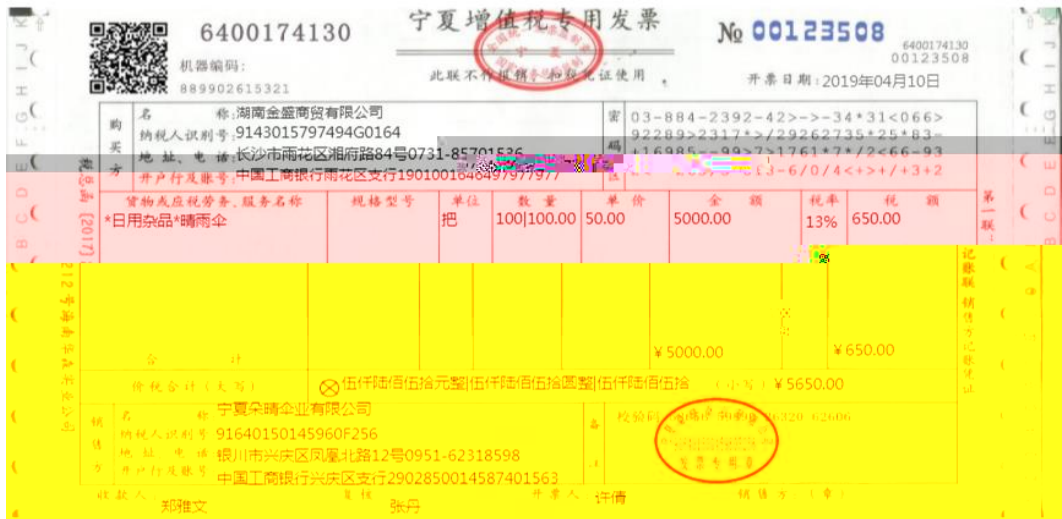 宁夏增值税专用发票
6400174130
№ 00123508
6400174130
00123508
机器编码:
889902615321
此联不作报销、扣税凭证使用
开票日期:2019年04月10日
购买方
名 称:湖南金盛商贸有限公司
纳税人识别号:9143015797494G0164
地 址、电 话:长沙市雨花区湘府路84号0731-85701536
开户行及账号:中国工商银行雨花区支行1901001646497977977
密码区
03-884-2392-42>->-34*31<066>
92289>2317*>/29262735*25*83-
+16985--99>7>1761*7*/2<66-93
货物或应税劳务、服务名称 规格型号 单位 数量 单价 金额 税率 税额
*日用杂品*晴雨伞 把 100|100.00 50.00 5000.00 13% 650.00
合 计 ¥5000.00 ¥650.00
价税合计(大写) 伍仟陆佰伍拾元整|伍仟陆佰伍拾圆整|伍仟陆佰伍拾 (小写)¥5650.00
销售方
名 称 宁夏朵晴伞业有限公司
纳税人识别号 91640150145960F256
地 址 电 话 银川市兴庆区凤凰北路12号0951-62318598
开户行及账号 中国工商银行兴庆区支行2902850014587401563
备
校验码
62606
发票专用章
收款人 郑雅文 复核 张丹 开票人 许倩 销售方 (章)
第一联:
记账联 销售方记账凭证